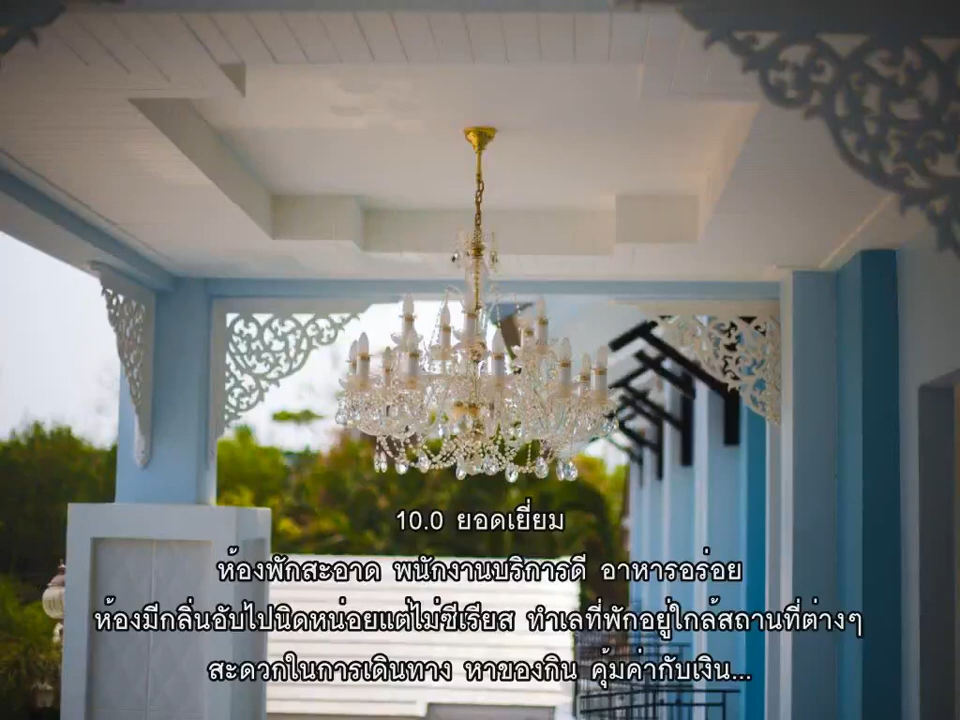 10.0 ยอดเยี่ยม
ห้องพักสะอาด พนักงานบริการดี อาหารอร่อย
ห้องมีกลิ่นอับไปนิดหน่อยแต่ไม่ซีเรียส ทำเลที่พักอยู่ใกล้สถานที่ต่างๆ
สะดวกในการเดินทาง หาของกิน คุ้มค่ากับเงิน...